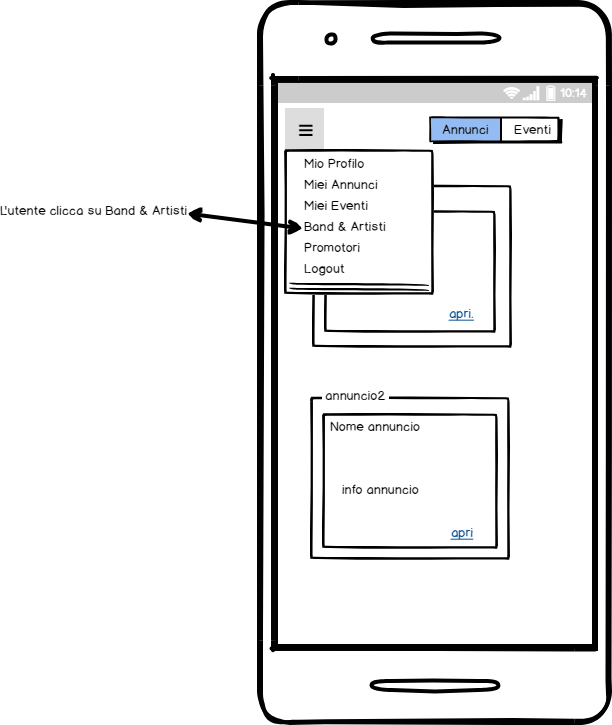 10:14
Annunci Eventi
Mio Profilo
Miei Annunci
Miei Eventi
L'utente clicca su Band & Artisti
Band & Artisti
Promotori
Logout
apri.
annuncio2
Nome annuncio
info annuncio
apri